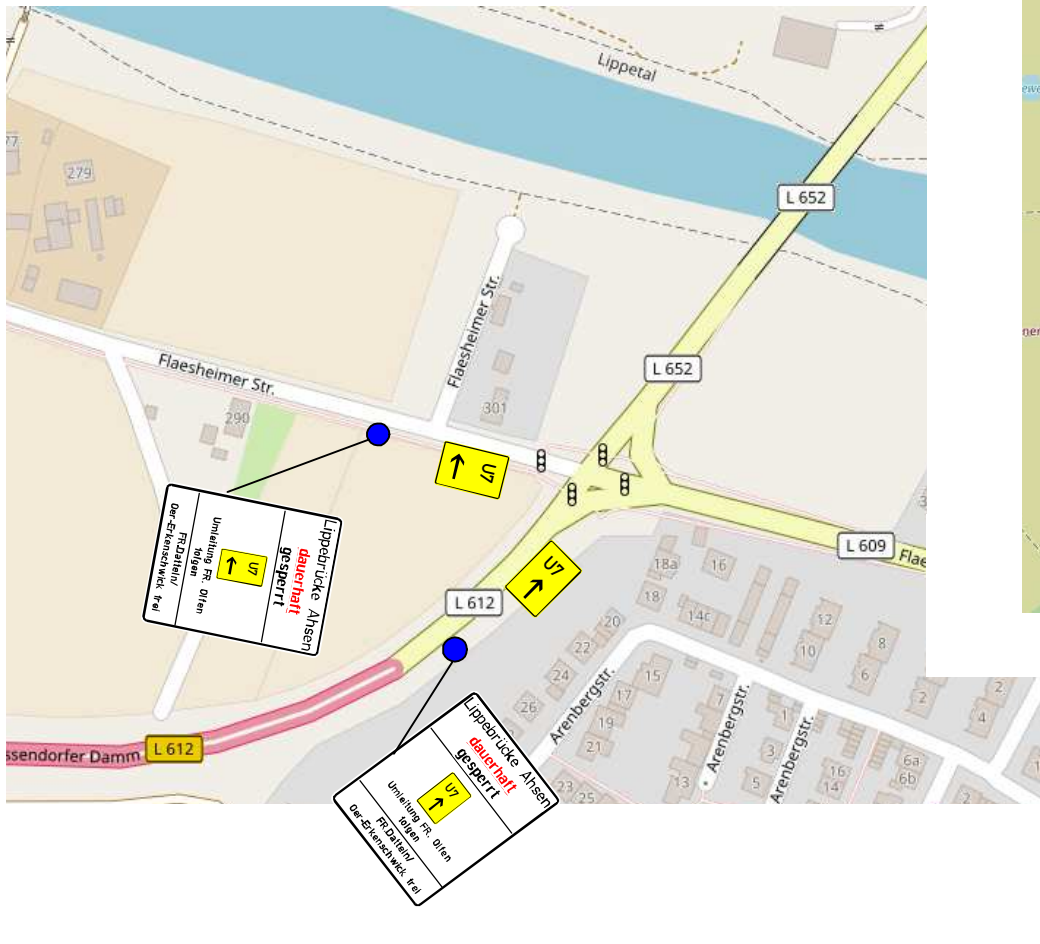 Lippetal
77
279
L 652
Flaesheimer Str.
L 652
Flaesheimer Str.
301
290
U7
L 609
Flae
Lippebrücke Ahsen
dauerhaft
gesperrt
U7
Umleitung FR. Olfen
folgen
FR.Datteln/
Oer-Erkenschwick frei
U7
L 612
18a
16
18
14c
12
20
10
8
22
6
24
15
17
7
2
2
26
19
1
4
21
3
Arenbergstr.
Arenbergstr.
Arenbergstr.
ssendorfer Damm
L 612
6a
6b
16
14
13
5
23
25
2
1
Lippebrücke Ahsen
dauerhaft
gesperrt
U7
Umleitung FR. Olfen
folgen
FR.Datteln/
Oer-Erkenschwick frei